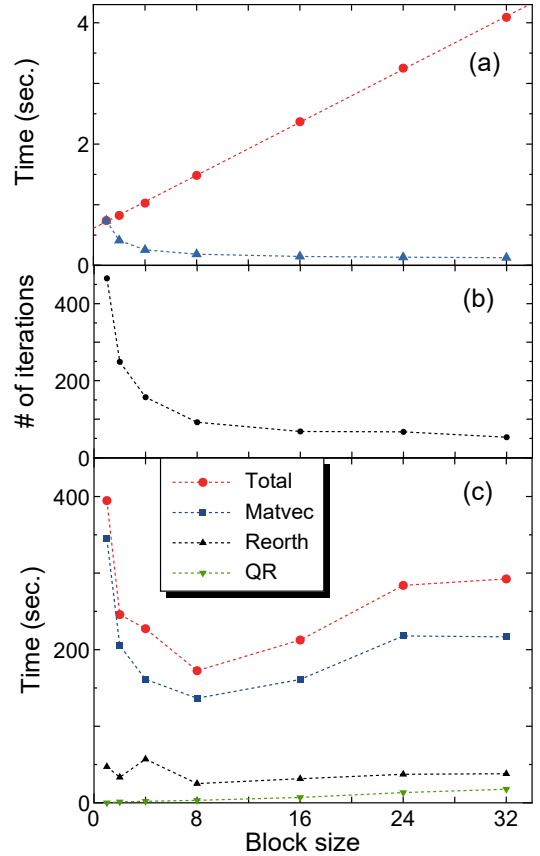 4
(a)
Time (sec.)
2
0
400
(b)
# of iterations
200
0
Total
(c)
400
Matvec
Reorth
QR
Time (sec.)
200
0
0 8 16 24 32
Block size